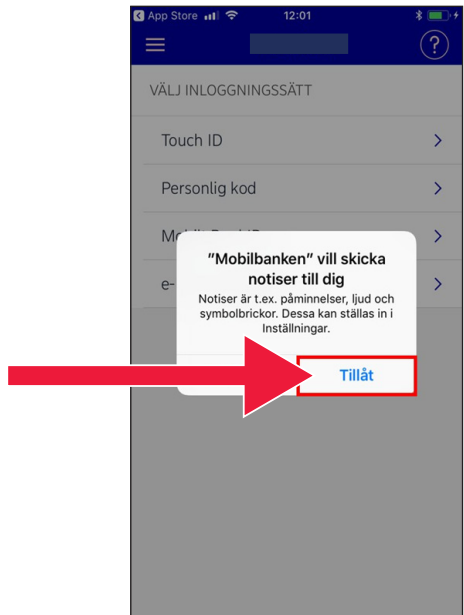 App Store 12:01
?
VÄLJ INLOGGNINGSSÄTT
Touch ID
Personlig kod
"Mobilbanken" vill skicka
notiser till dig
Notiser är t.ex. påminnelser, ljud och
symbolbrickor. Dessa kan ställas in i
Inställningar.
e-
Tillåt